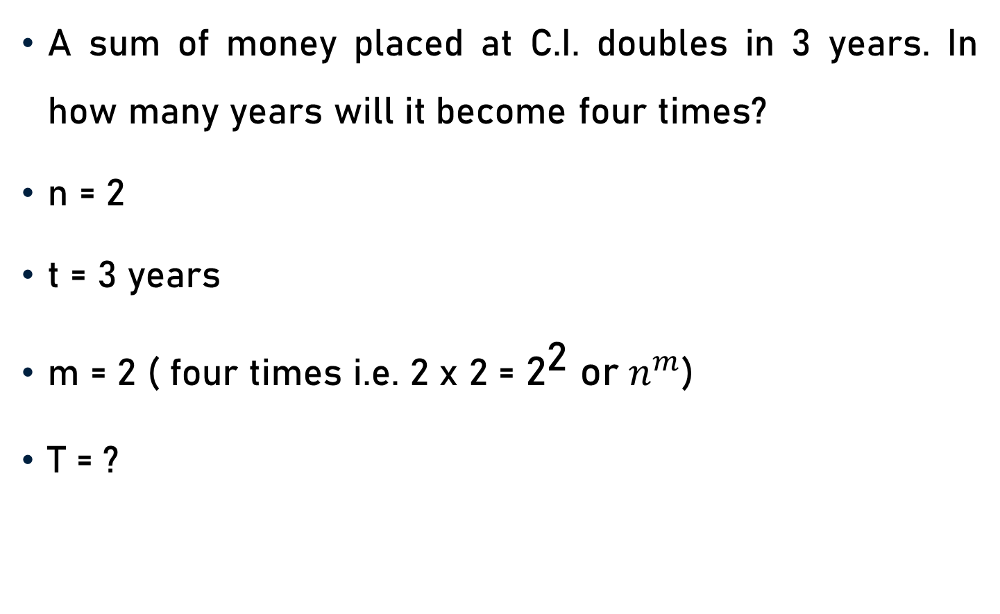 • A sum of money placed at C.I. doubles in 3 years. In
how many years will it become four times?
• n = 2
• t = 3 years
• m = 2 ( four times i.e. 2 x 2 = 2² or 𝑛ᵐ)
• T = ?